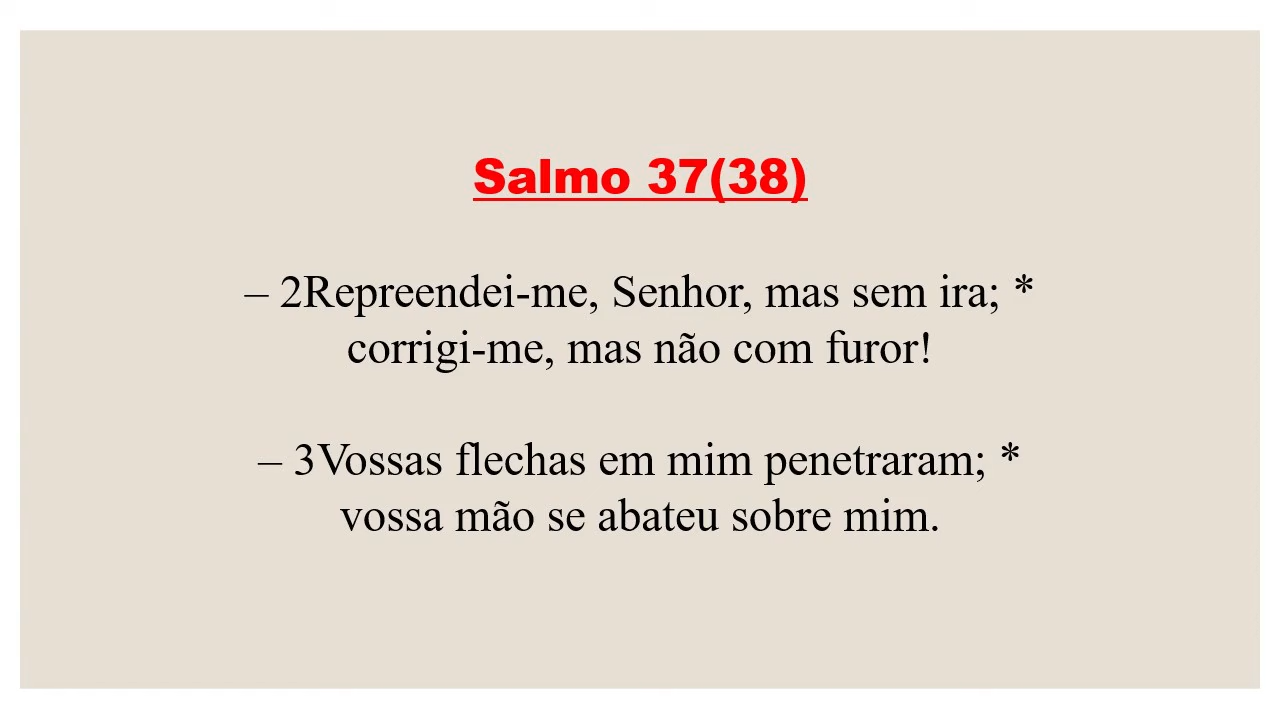 Salmo 37(38)
– 2Repreendei-me, Senhor, mas sem ira; *
corrigi-me, mas não com furor!
– 3Vossas flechas em mim penetraram; *
vossa mão se abateu sobre mim.